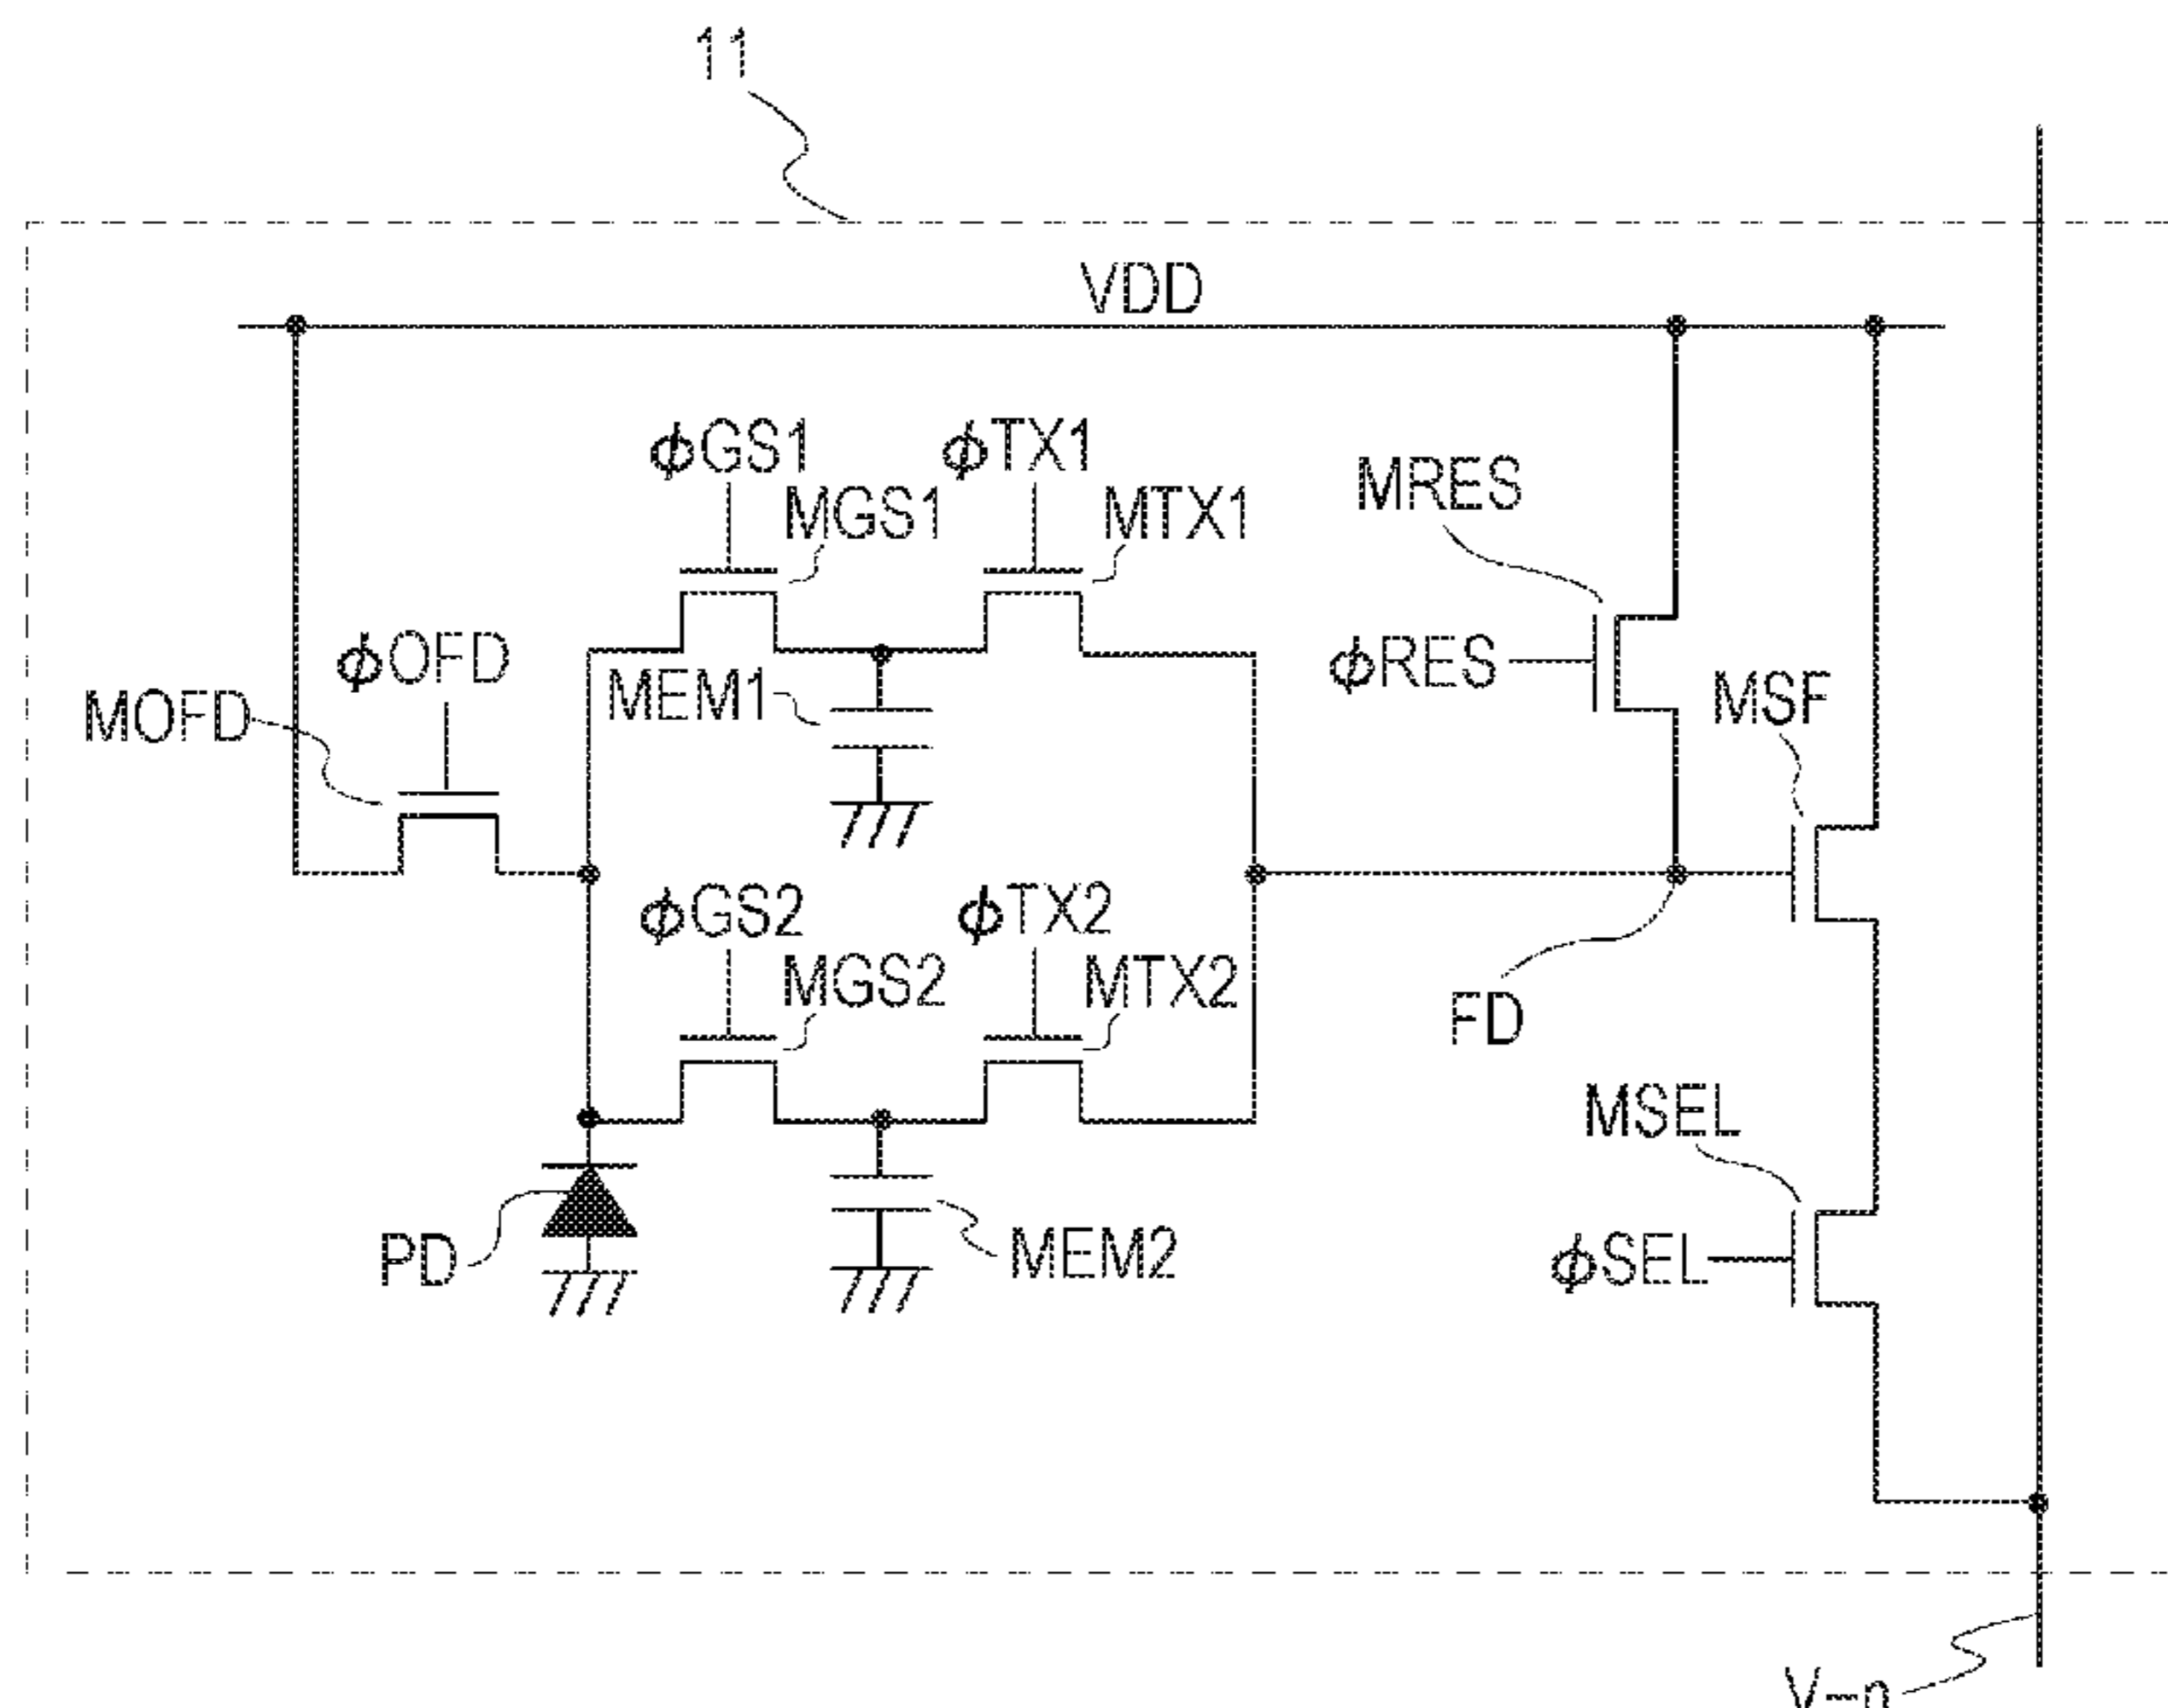 11
VDD
ϕGS1
ϕTX1
MGS1
MTX1
MRES
ϕOFD
MOFD
MEM1
ϕRES
MSF
ϕGS2
ϕTX2
MGS2
MTX2
FD
MSEL
PD
MEM2
ϕSEL
V-n